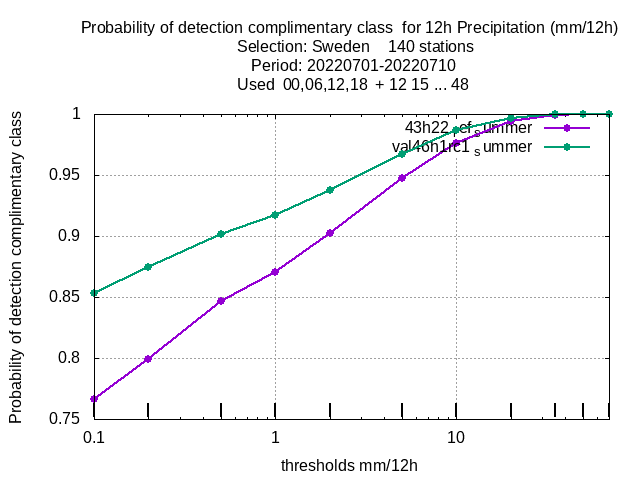 Probability of detection complimentary class for 12h Precipitation (mm/12h)
Selection: Sweden 140 stations
Period: 20220701-20220710
Used 00,06,12,18 + 12 15 ... 48
Probability of detection complimentary class
1
0.95
0.9
0.85
0.8
0.75
summer
summer
0.1 1 10
thresholds mm/12h